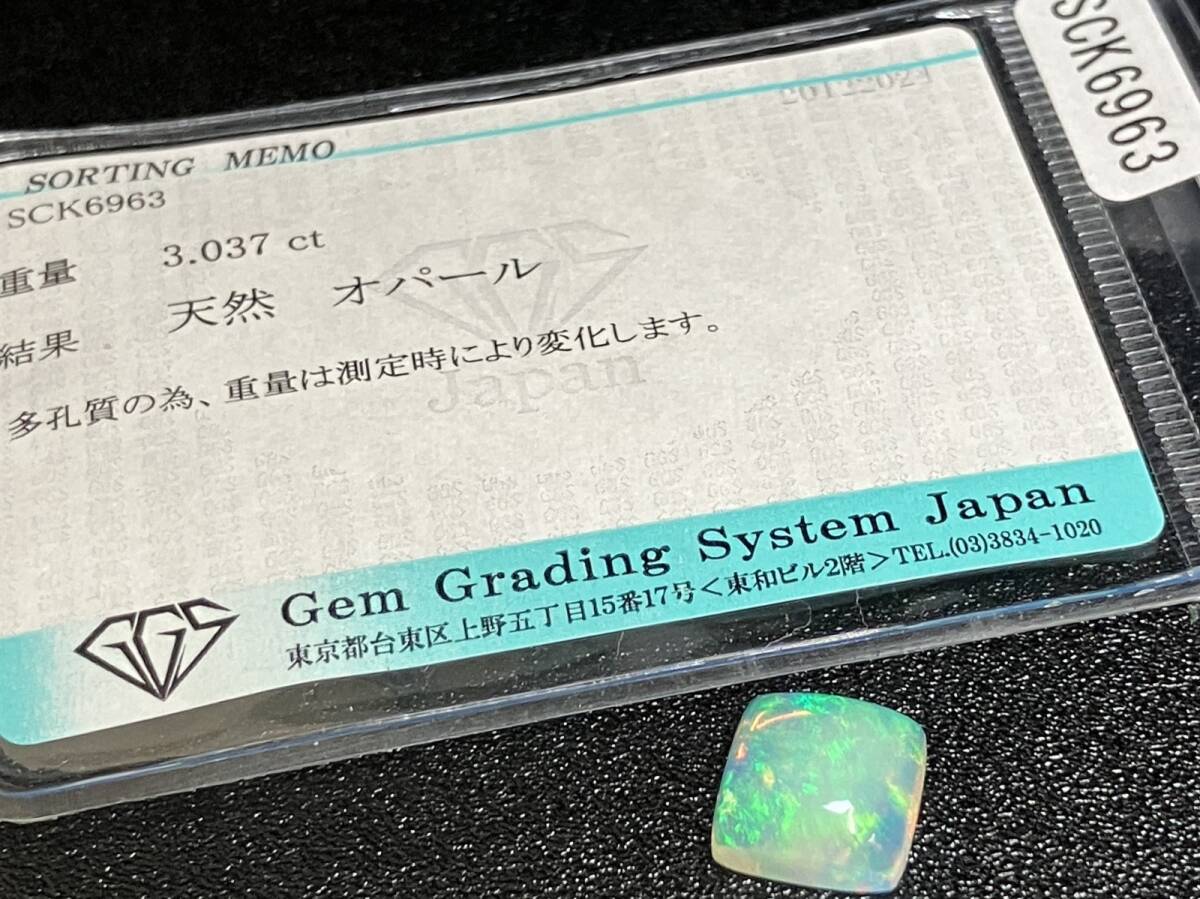 20122023
SORTING MEMO
SCK6963
SCK6963
重量 3.037 ct
結果 天然 オパール
多孔質の為、重量は測定時により変化します。
GGS
Japan
GGS
Gem Grading System Japan
東京都台東区上野五丁目15番17号<東和ビル2階>TEL.(03)3834-1020